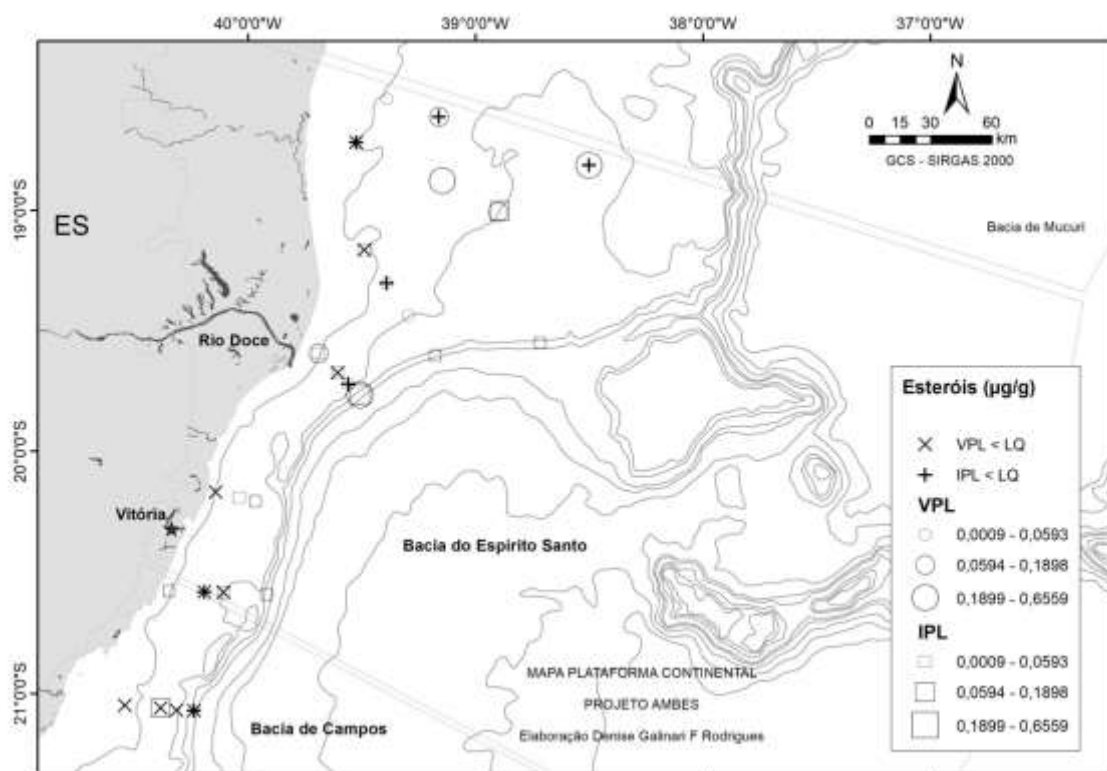 40°0'0"W 39°0'0"W 38°0'0"W 37°0'0"W
N
0 15 30 60
km
GCS - SIRGAS 2000
19°0'0"S
ES
Bacia de Mucuri
Rio Doce
Esteróis (µg/g)
VPL < LQ
20°0'0"S
IPL < LQ
VPL
Vitória
0,0009 - 0,0593
Bacia do Espirito Santo
0,0594 - 0,1898
0,1899 - 0,6559
IPL
0,0009 - 0,0593
21°0'0"S
MAPA PLATAFORMA CONTINENTAL
0,0594 - 0,1898
PROJETO AMBES
0,1899 - 0,6559
Bacia de Campos
Elaboração Denise Galinari F Rodrigues